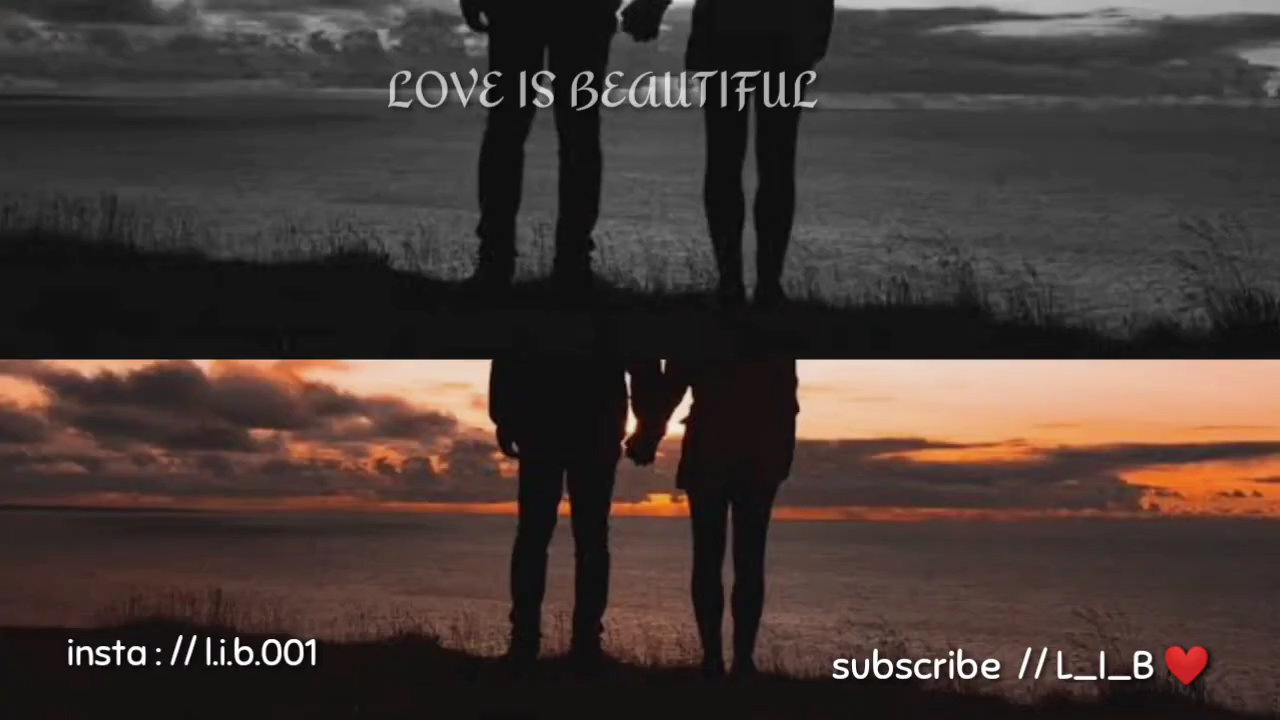 LOVE IS BEAUTIFUL
insta : // l.i.b.001
subscribe // L_I_B ❤️